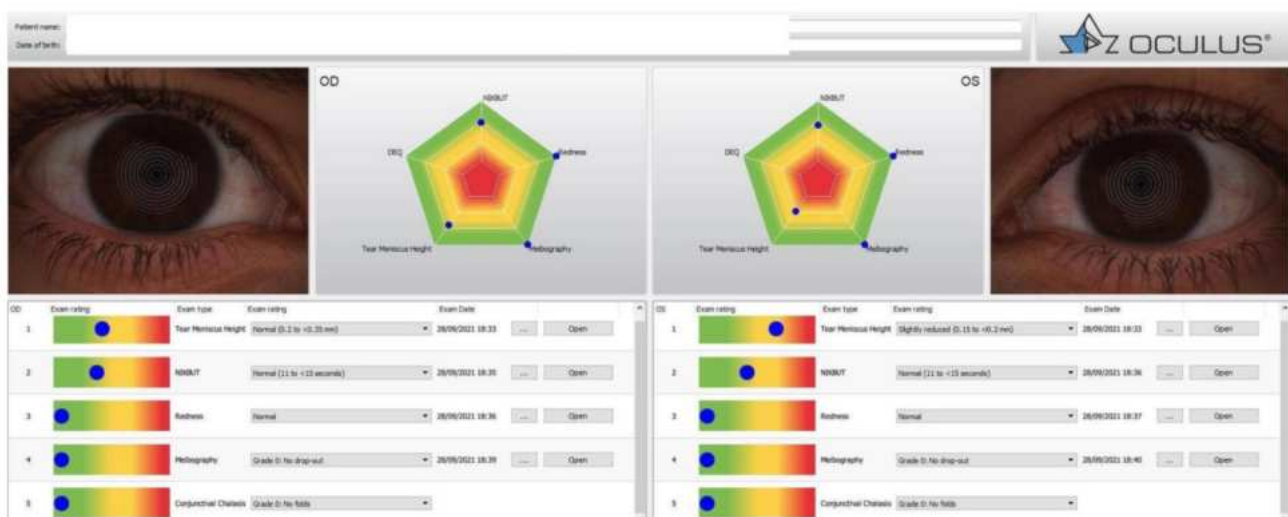 Patient name:
Date of birth:
OCULUS®
OD
NIKBUT
DEQ
Redness
Tear Meniscus Height
Meibography
OS
NIKBUT
DEQ
Redness
Tear Meniscus Height
Meibography
OD Exam rating Exam type Exam rating Exam Date
1 Tear Meniscus Height Normal (0.2 to <0.35 mm) 28/09/2021 18:33 ... Open
2 NIKBUT Normal (11 to <15 seconds) 28/09/2021 18:35 ... Open
3 Redness Normal 28/09/2021 18:36 ... Open
4 Meibography Grade 0: No drop-out 28/09/2021 18:39 ... Open
5 Conjunctival Chalasis Grade 0: No folds
OS Exam rating Exam type Exam rating Exam Date
1 Tear Meniscus Height Slightly reduced (0.15 to <0.2 mm) 28/09/2021 18:33 ... Open
2 NIKBUT Normal (11 to <15 seconds) 28/09/2021 18:36 ... Open
3 Redness Normal 28/09/2021 18:37 ... Open
4 Meibography Grade 0: No drop-out 28/09/2021 18:40 ... Open
5 Conjunctival Chalasis Grade 0: No folds